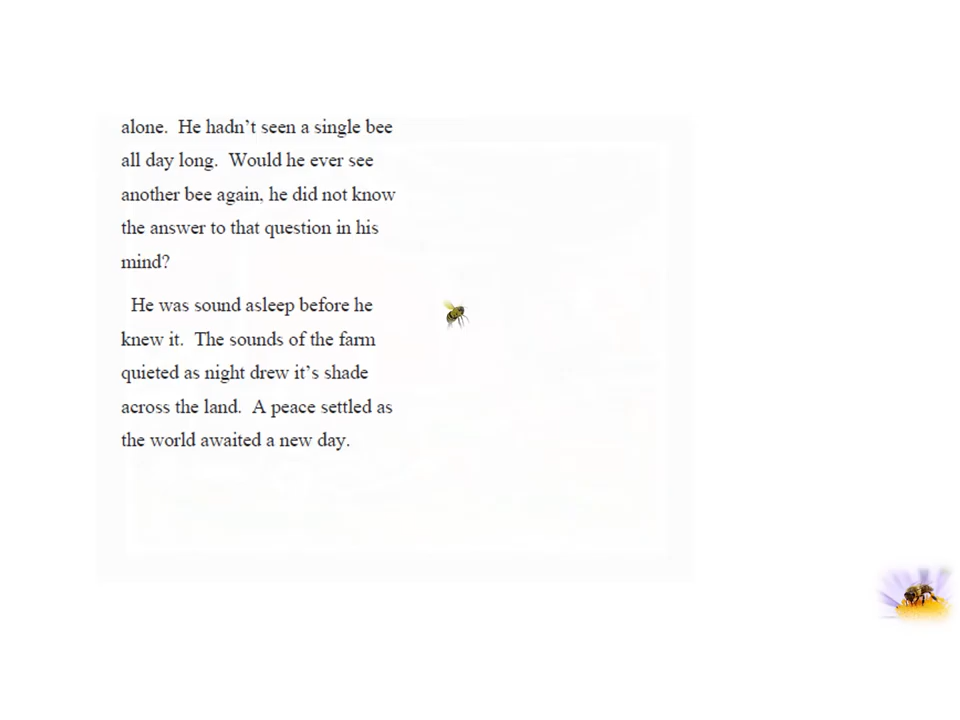 alone.  He hadn’t seen a single bee
all day long.  Would he ever see
another bee again, he did not know
the answer to that question in his
mind?
He was sound asleep before he
knew it.  The sounds of the farm
quieted as night drew it’s shade
across the land.  A peace settled as
the world awaited a new day.